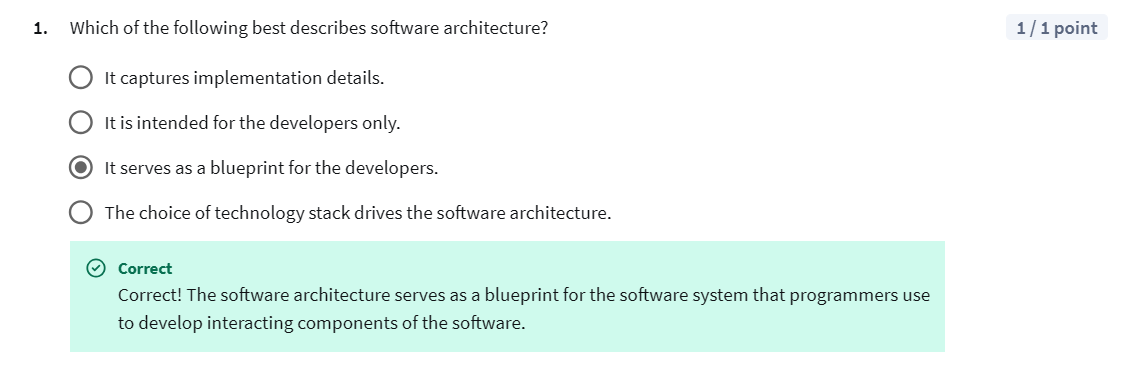 1. Which of the following best describes software architecture?
1 / 1 point
It captures implementation details.
It is intended for the developers only.
It serves as a blueprint for the developers.
The choice of technology stack drives the software architecture.
Correct
Correct! The software architecture serves as a blueprint for the software system that programmers use
to develop interacting components of the software.